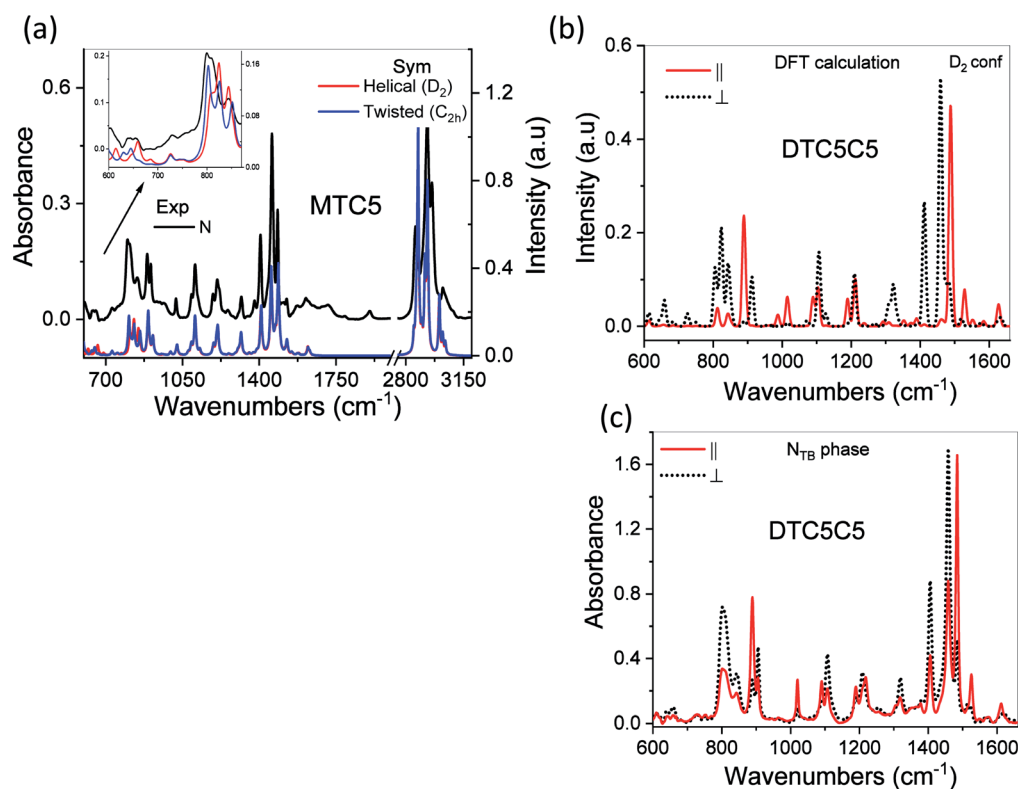 (a)
Absorbance
0.6
0.3
0.0
0.2
0.1
0.0
0.16
0.08
0.00
600 700 800
Sym
Helical (D2)
Twisted (C2h)
Exp
N
MTC5
1.2
0.8
0.4
0.0
Intensity (a.u)
700 1050 1400 1750 2800 3150
Wavenumbers (cm-1)
(b)
Intensity (a.u)
0.6
0.4
0.2
0.0
||
⊥
DFT calculation
D2 conf
DTC5C5
600 800 1000 1200 1400 1600
Wavenumbers (cm-1)
(c)
Absorbance
1.6
1.2
0.8
0.4
0.0
||
⊥
NTB phase
DTC5C5
600 800 1000 1200 1400 1600
Wavenumbers (cm-1)